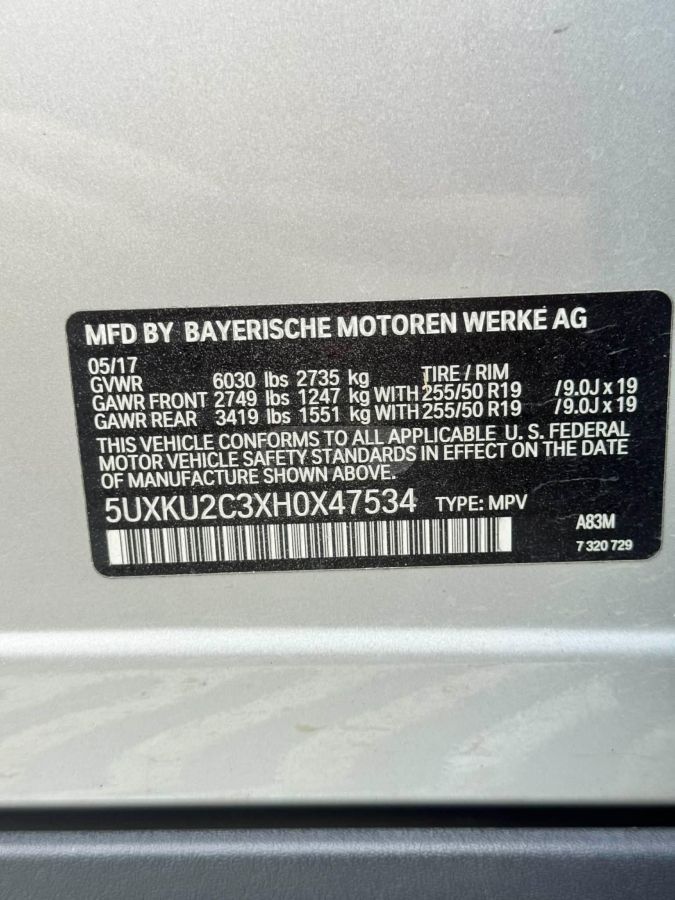 MFD BY BAYERISCHE MOTOREN WERKE AG
05/17
GVWR 6030 lbs 2735 kg TIRE / RIM
GAWR FRONT 2749 lbs 1247 kg WITH 255/50 R19 /9.0J x 19
GAWR REAR 3419 lbs 1551 kg WITH 255/50 R19 /9.0J x 19
THIS VEHICLE CONFORMS TO ALL APPLICABLE U. S. FEDERAL
MOTOR VEHICLE SAFETY STANDARDS IN EFFECT ON THE DATE
OF MANUFACTURE SHOWN ABOVE.
5UXKU2C3XH0X47534 TYPE: MPV
A83M
7 320 729